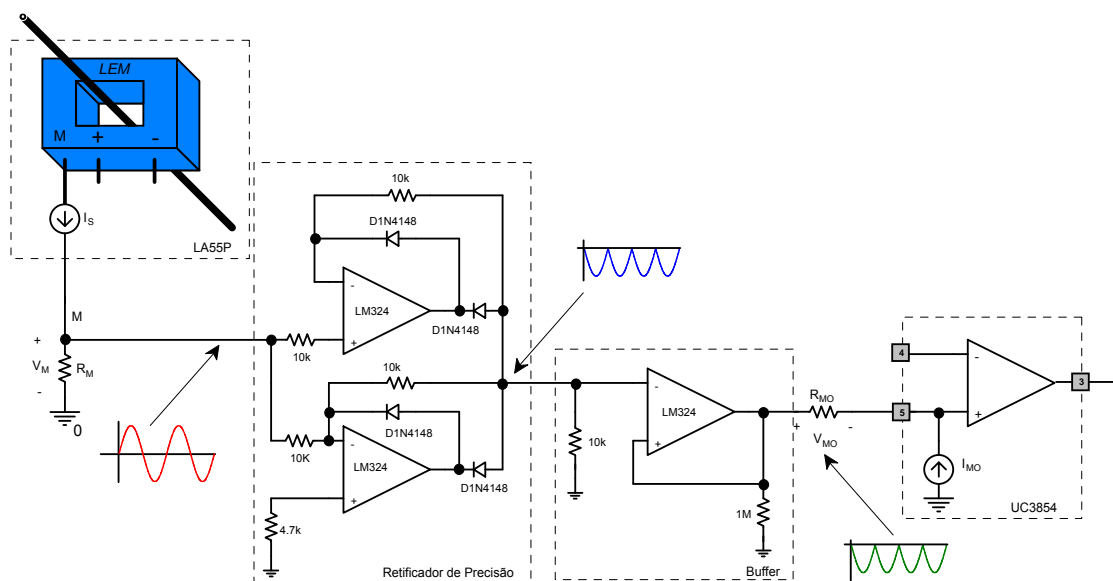 LEM
M + -
I_S
LA55P
M
+
V_M
-
R_M
0
10k
D1N4148
-
LM324
+
D1N4148
10k
10k
D1N4148
10K
-
LM324
+
D1N4148
4.7k
Retificador de Precisão
10k
-
LM324
+
1M
Buffer
R_MO
+ -
V_MO
4
-
3
5
+
I_MO
UC3854